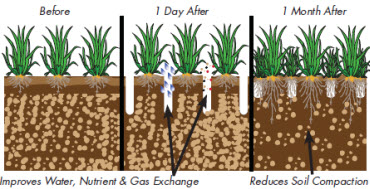 Before
1 Day After
1 Month After
Improves Water, Nutrient & Gas Exchange
Reduces Soil Compaction